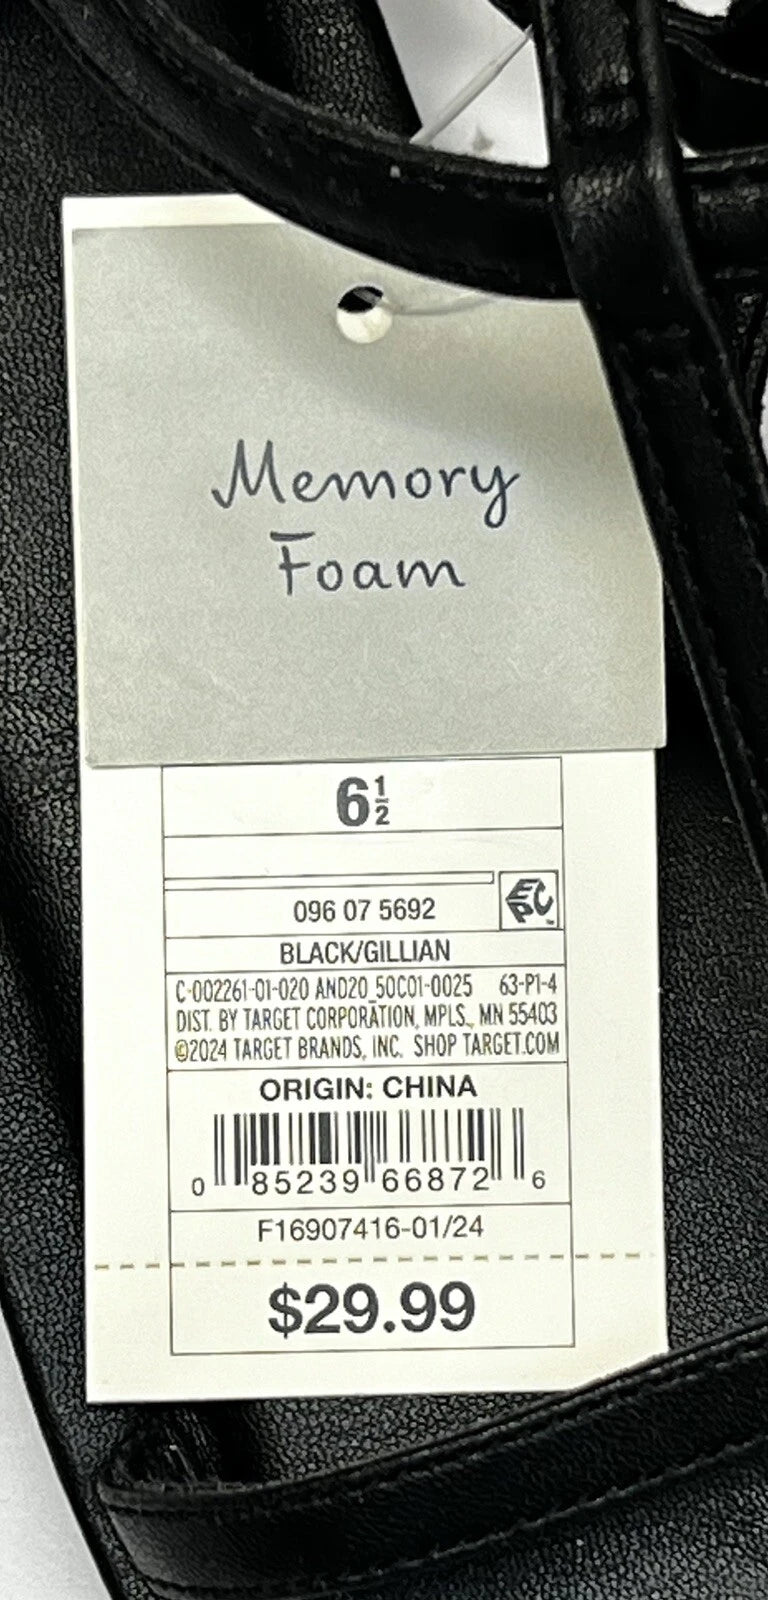 Memory
Foam
6½
096 07 5692
EPC
BLACK/GILLIAN
C-002261-01-020 AND20_50C01-0025 63-P1-4
DIST. BY TARGET CORPORATION, MPLS., MN 55403
©2024 TARGET BRANDS, INC. SHOP TARGET.COM
ORIGIN: CHINA
0 85239 66872 6
F16907416-01/24
$29.99